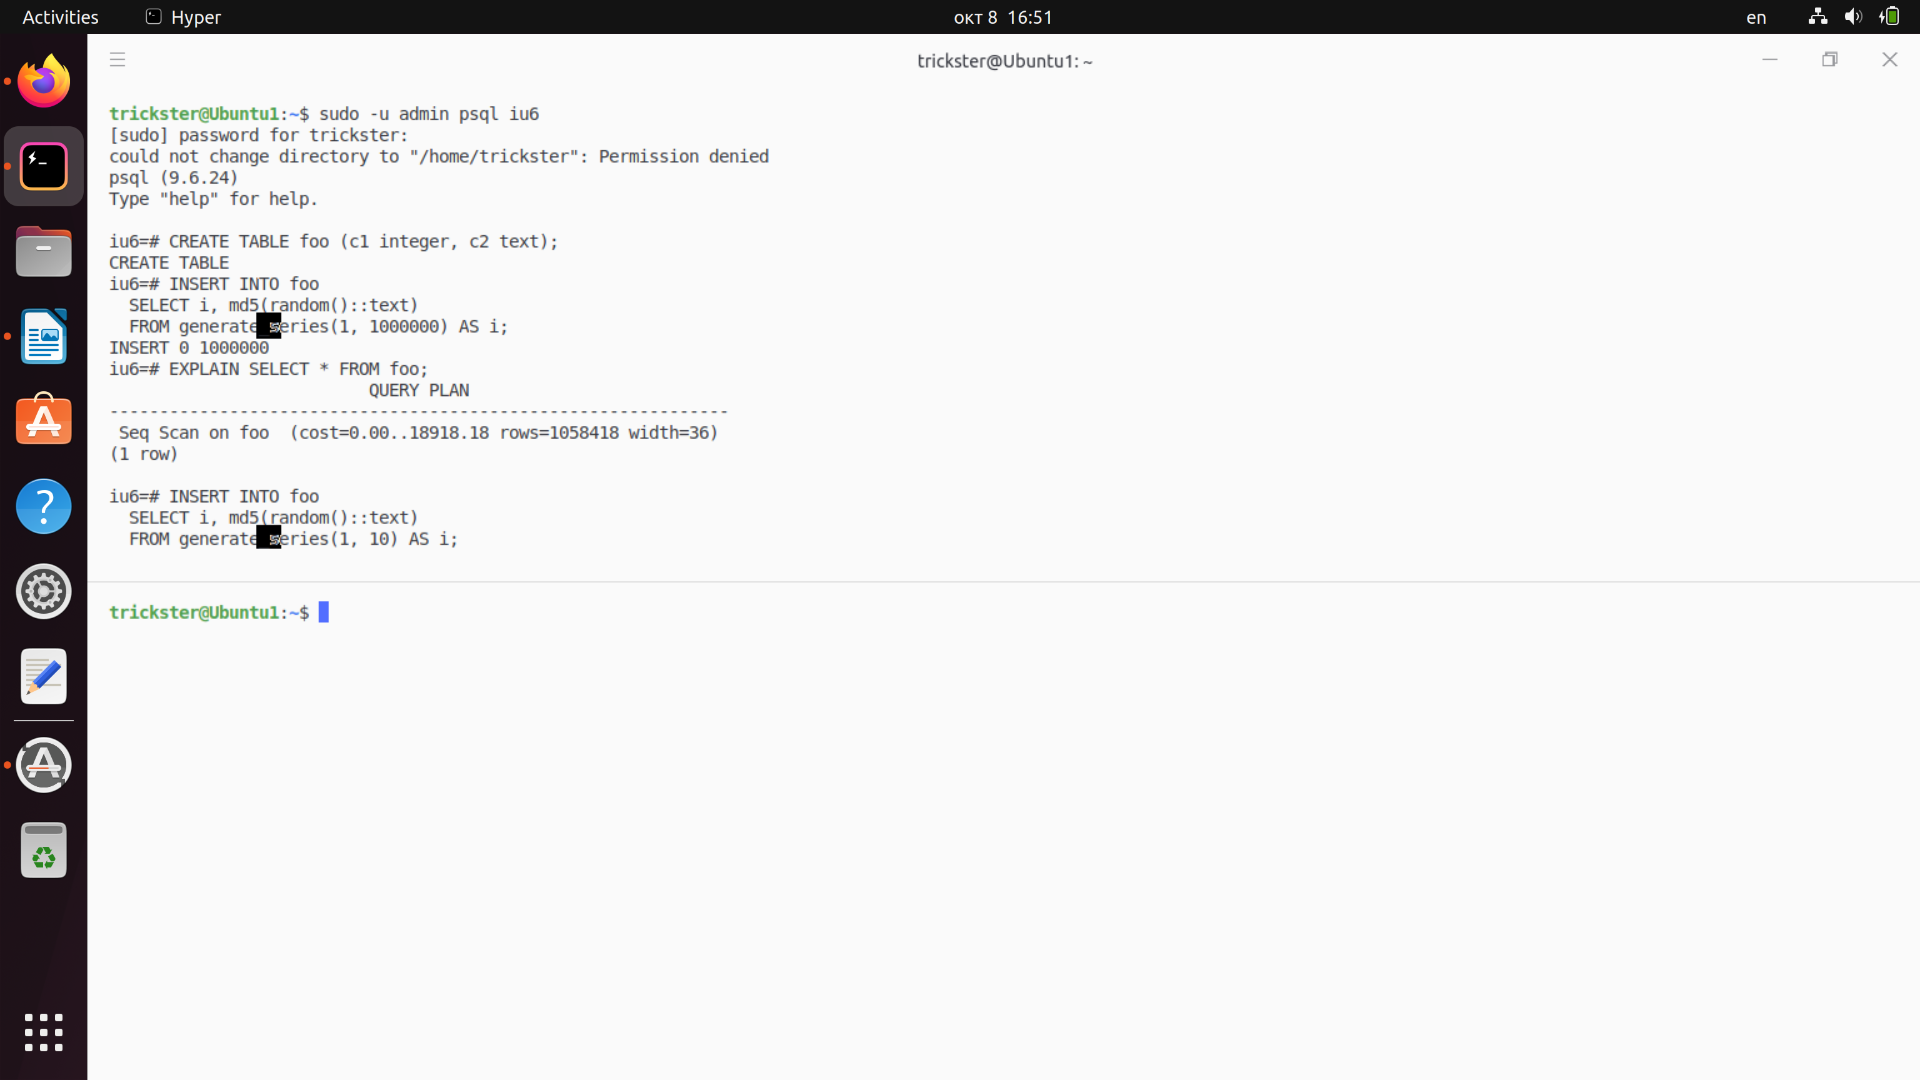 Activities Hyper окт 8 16:51 en
trickster@Ubuntu1: ~
trickster@Ubuntu1:~$ sudo -u admin psql iu6
[sudo] password for trickster:
could not change directory to "/home/trickster": Permission denied
psql (9.6.24)
Type "help" for help.
iu6=# CREATE TABLE foo (c1 integer, c2 text);
CREATE TABLE
iu6=# INSERT INTO foo
SELECT i, md5(random()::text)
FROM generate series(1, 1000000) AS i;
INSERT 0 1000000
iu6=# EXPLAIN SELECT * FROM foo;
QUERY PLAN
--------------------------------------------------------------
Seq Scan on foo (cost=0.00..18918.18 rows=1058418 width=36)
(1 row)
iu6=# INSERT INTO foo
SELECT i, md5(random()::text)
FROM generate series(1, 10) AS i;
trickster@Ubuntu1:~$